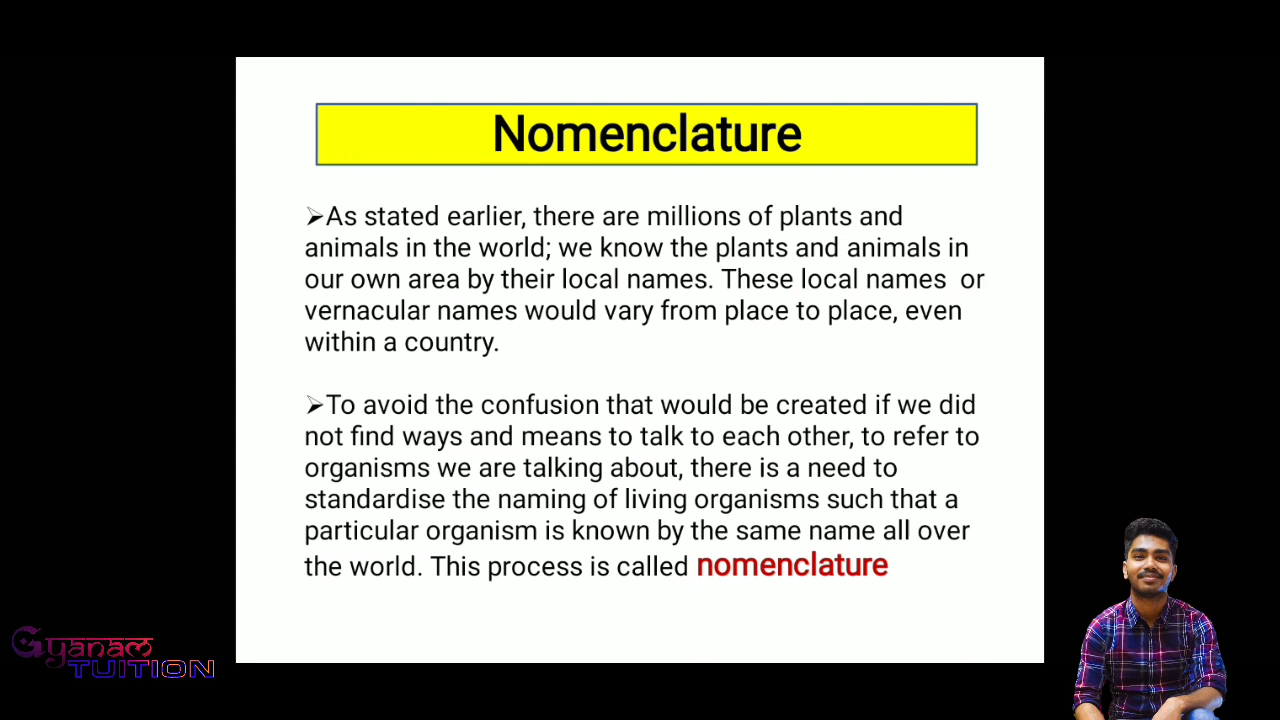 Nomenclature
➢As stated earlier, there are millions of plants and
animals in the world; we know the plants and animals in
our own area by their local names. These local names or
vernacular names would vary from place to place, even
within a country.
➢To avoid the confusion that would be created if we did
not find ways and means to talk to each other, to refer to
organisms we are talking about, there is a need to
standardise the naming of living organisms such that a
particular organism is known by the same name all over
the world. This process is called nomenclature
Gyanam
TUITION